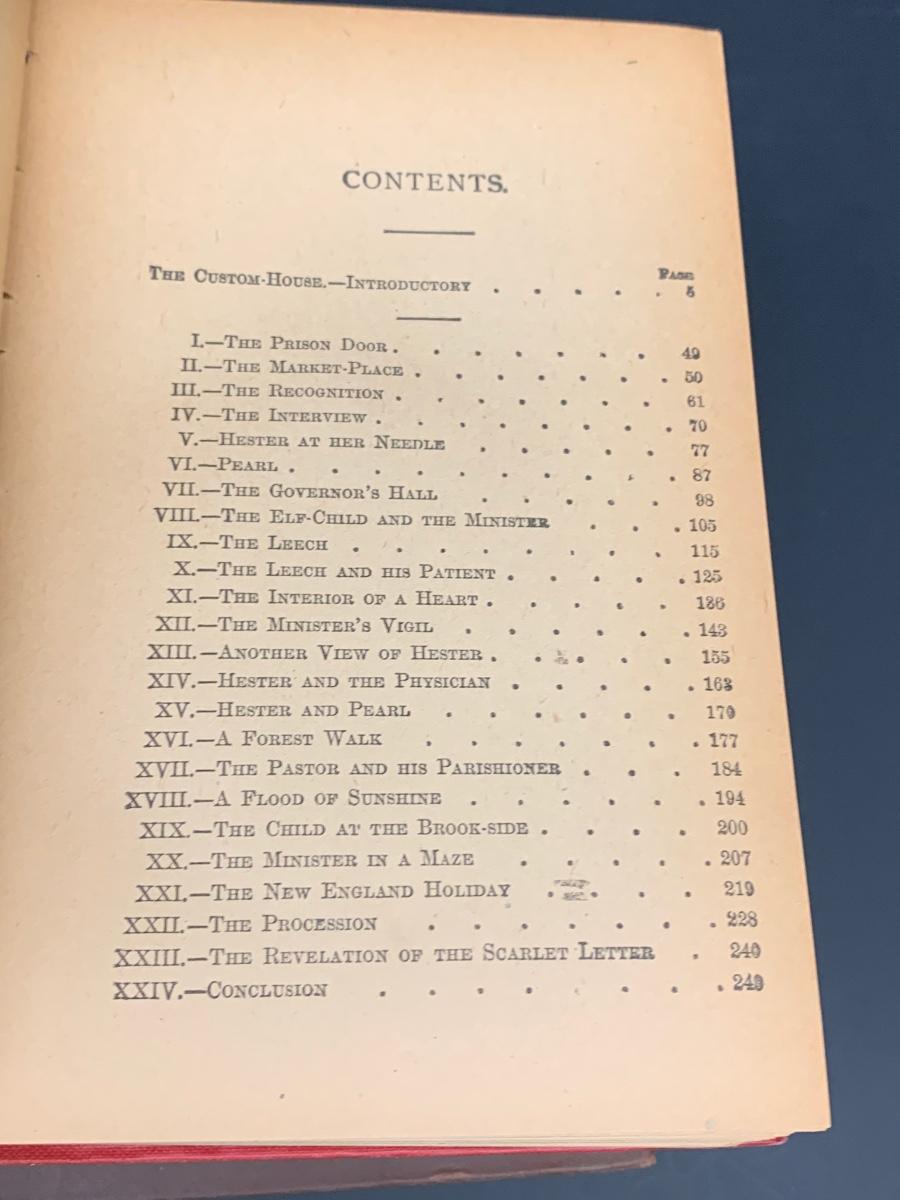 CONTENTS.
PAGE
THE CUSTOM-HOUSE.—INTRODUCTORY . . . . . 5
I.—THE PRISON DOOR . . . . . . . 49
II.—THE MARKET-PLACE . . . . . . . 50
III.—THE RECOGNITION . . . . . . . 61
IV.—THE INTERVIEW . . . . . . . . 70
V.—HESTER AT HER NEEDLE . . . . . 77
VI.—PEARL . . . . . . . . . . 87
VII.—THE GOVERNOR'S HALL . . . . . 98
VIII.—THE ELF-CHILD AND THE MINISTER . . . 105
IX.—THE LEECH . . . . . . . . 115
X.—THE LEECH AND HIS PATIENT . . . . . 125
XI.—THE INTERIOR OF A HEART . . . . . 136
XII.—THE MINISTER'S VIGIL . . . . . . 143
XIII.—ANOTHER VIEW OF HESTER . . . . . 155
XIV.—HESTER AND THE PHYSICIAN . . . . . 163
XV.—HESTER AND PEARL . . . . . . 170
XVI.—A FOREST WALK . . . . . . . 177
XVII.—THE PASTOR AND HIS PARISHIONER . . . 184
XVIII.—A FLOOD OF SUNSHINE . . . . . . 194
XIX.—THE CHILD AT THE BROOK-SIDE . . . . 200
XX.—THE MINISTER IN A MAZE . . . . . 207
XXI.—THE NEW ENGLAND HOLIDAY . . . . 219
XXII.—THE PROCESSION . . . . . . . 228
XXIII.—THE REVELATION OF THE SCARLET LETTER . 240
XXIV.—CONCLUSION . . . . . . . . 249